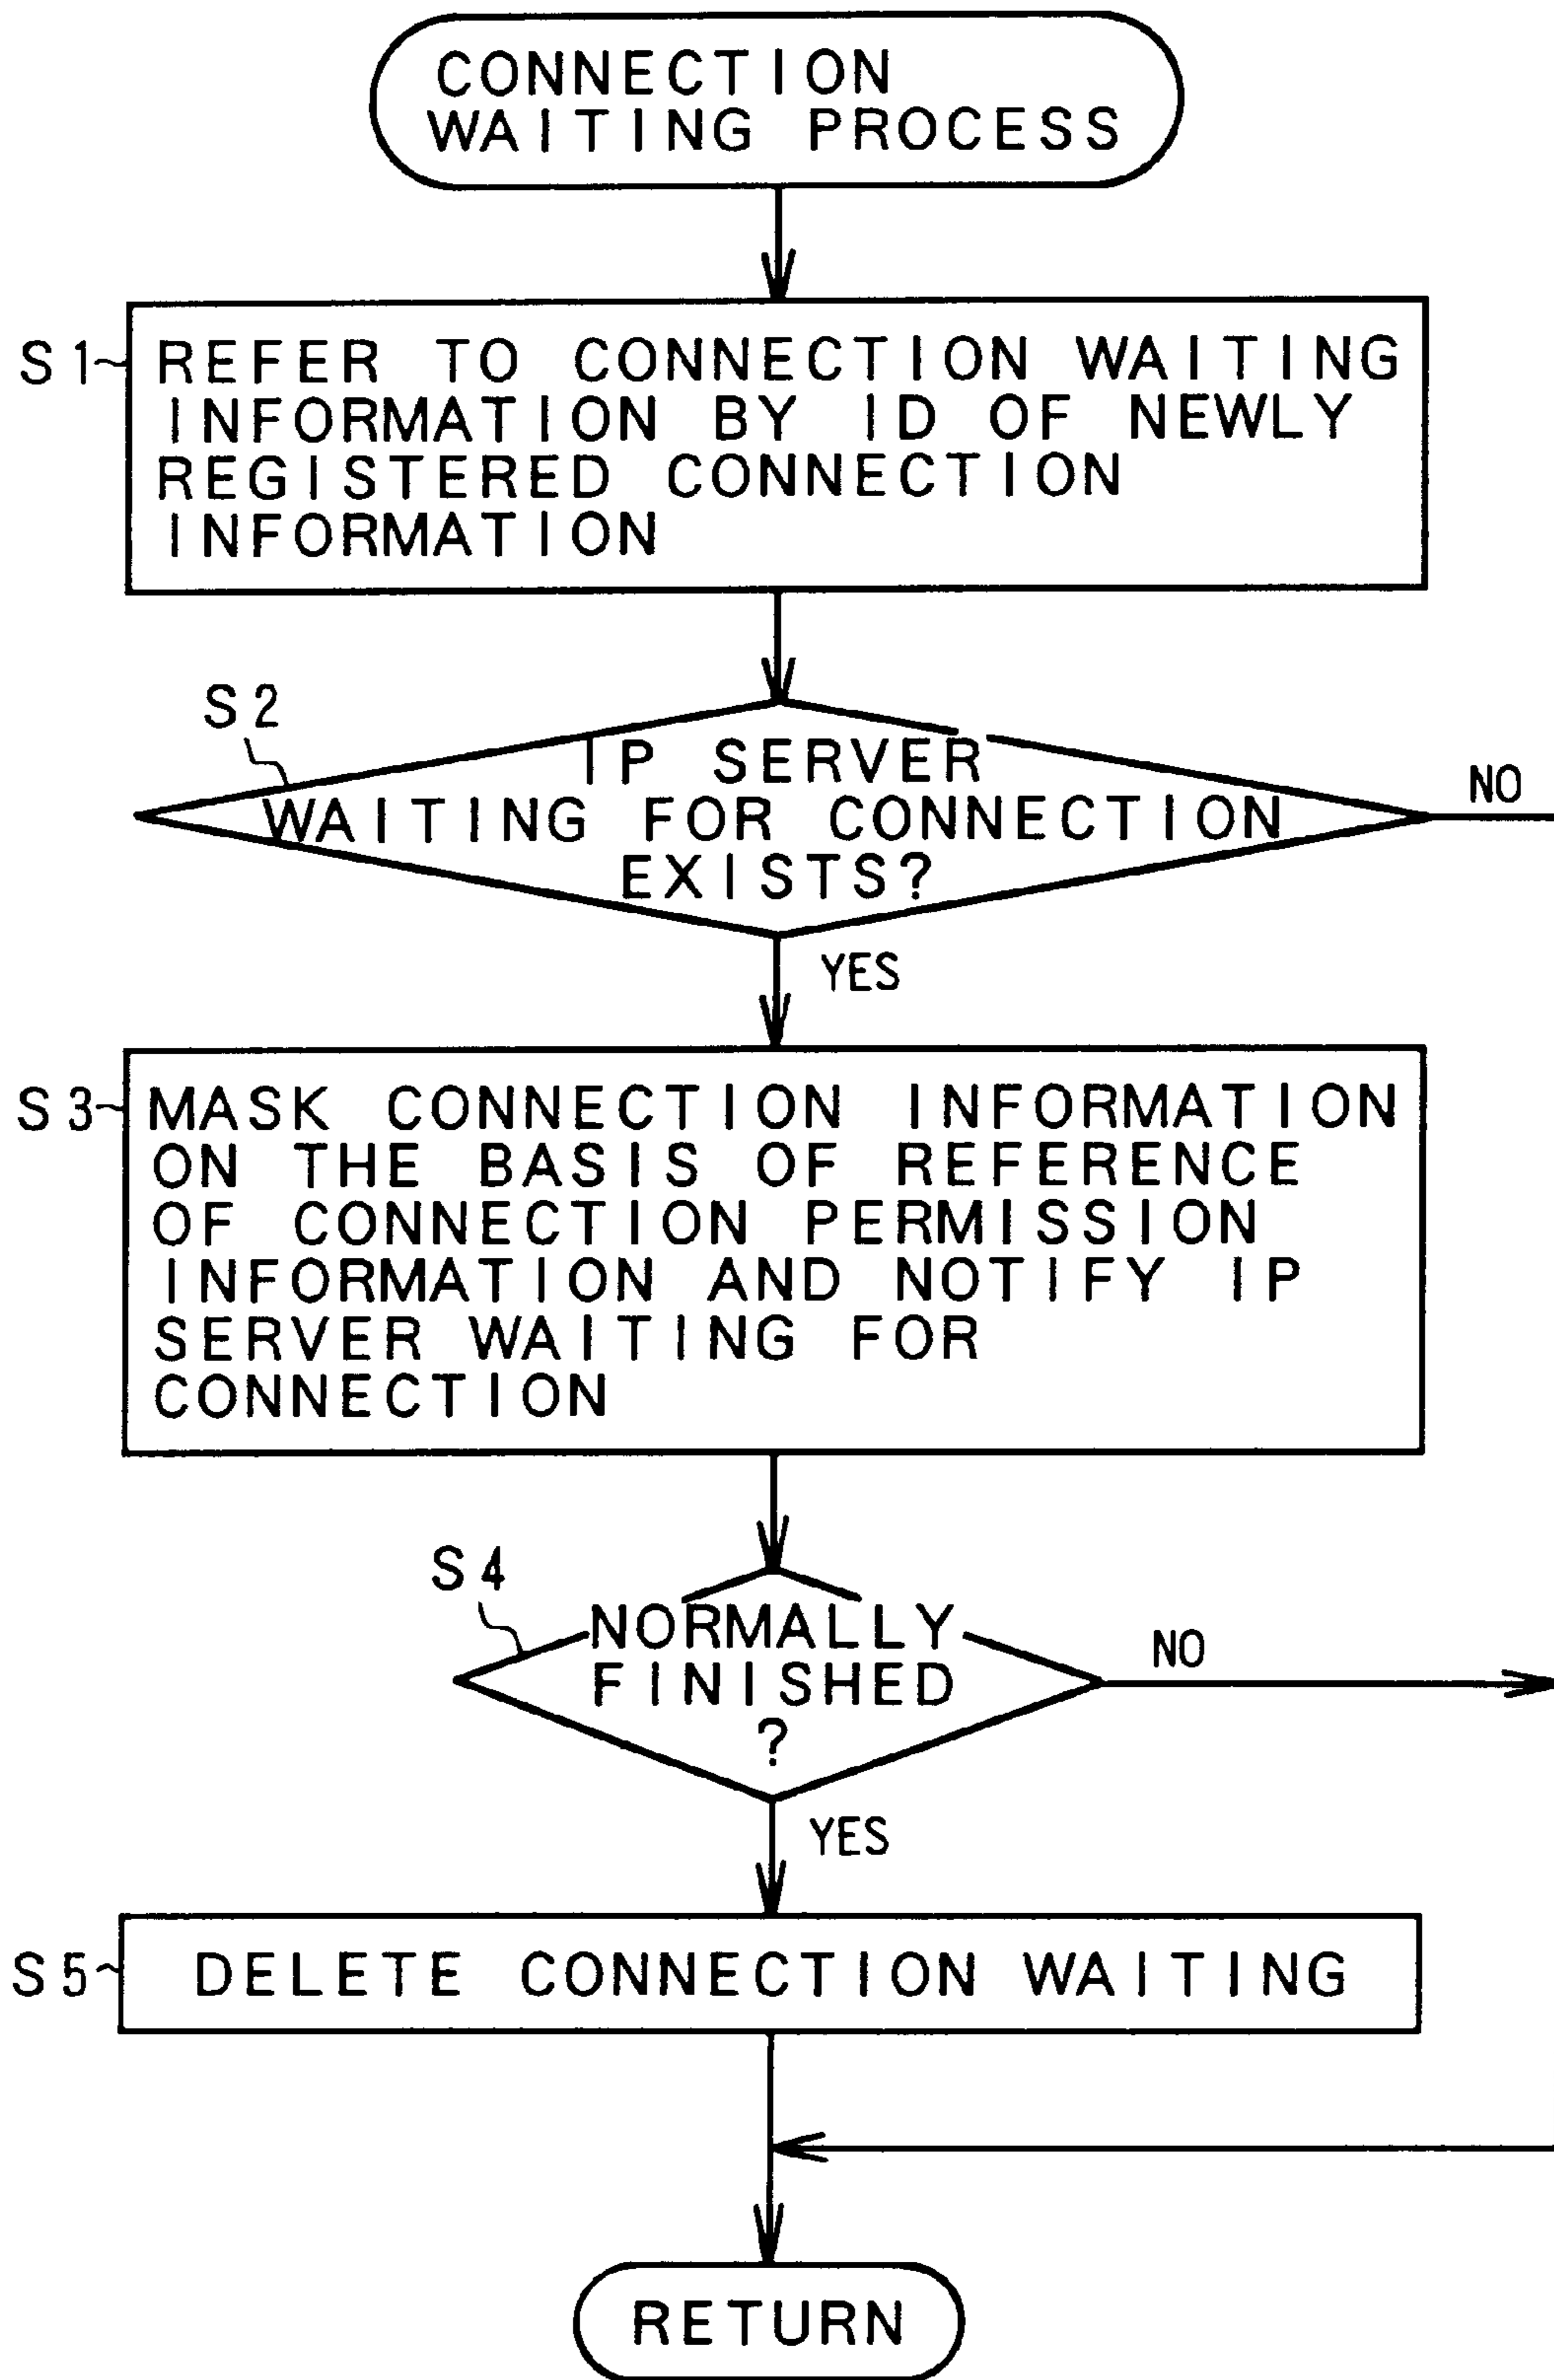 CONNECTION
WAITING PROCESS
S1
REFER TO CONNECTION WAITING
INFORMATION BY ID OF NEWLY
REGISTERED CONNECTION
INFORMATION
S2
IP SERVER
WAITING FOR CONNECTION
EXISTS?
NO
YES
S3
MASK CONNECTION INFORMATION
ON THE BASIS OF REFERENCE
OF CONNECTION PERMISSION
INFORMATION AND NOTIFY IP
SERVER WAITING FOR
CONNECTION
S4
NORMALLY
FINISHED
?
NO
YES
S5
DELETE CONNECTION WAITING
RETURN